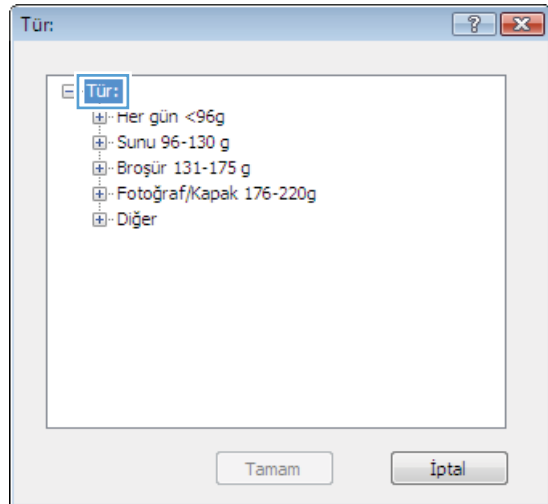 Tür:
Tür:
Her gün <96g
Sunu 96-130 g
Broşür 131-175 g
Fotoğraf/Kapak 176-220g
Diğer
Tamam İptal